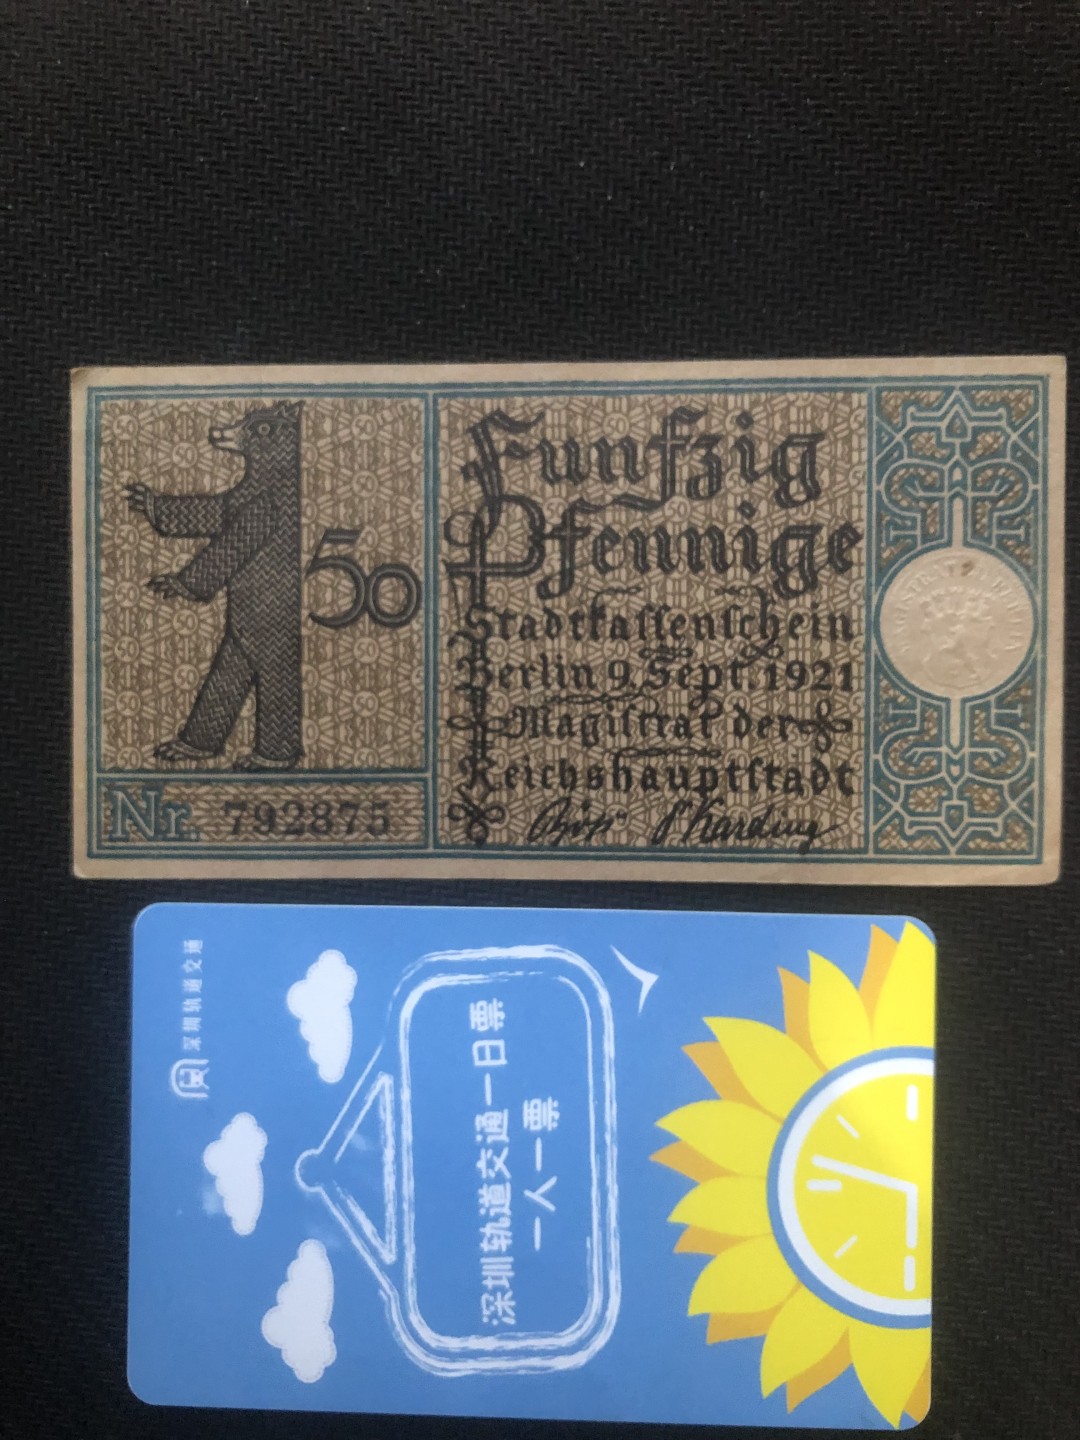 50
Nr. 792875
Funfzig
Pfennige
Stadtkaſſenſchein
Berlin 9. Sept. 1921
Magiſtrat der
Reichshauptſtadt
深圳轨道交通
深圳轨道交通一日票
一人一票